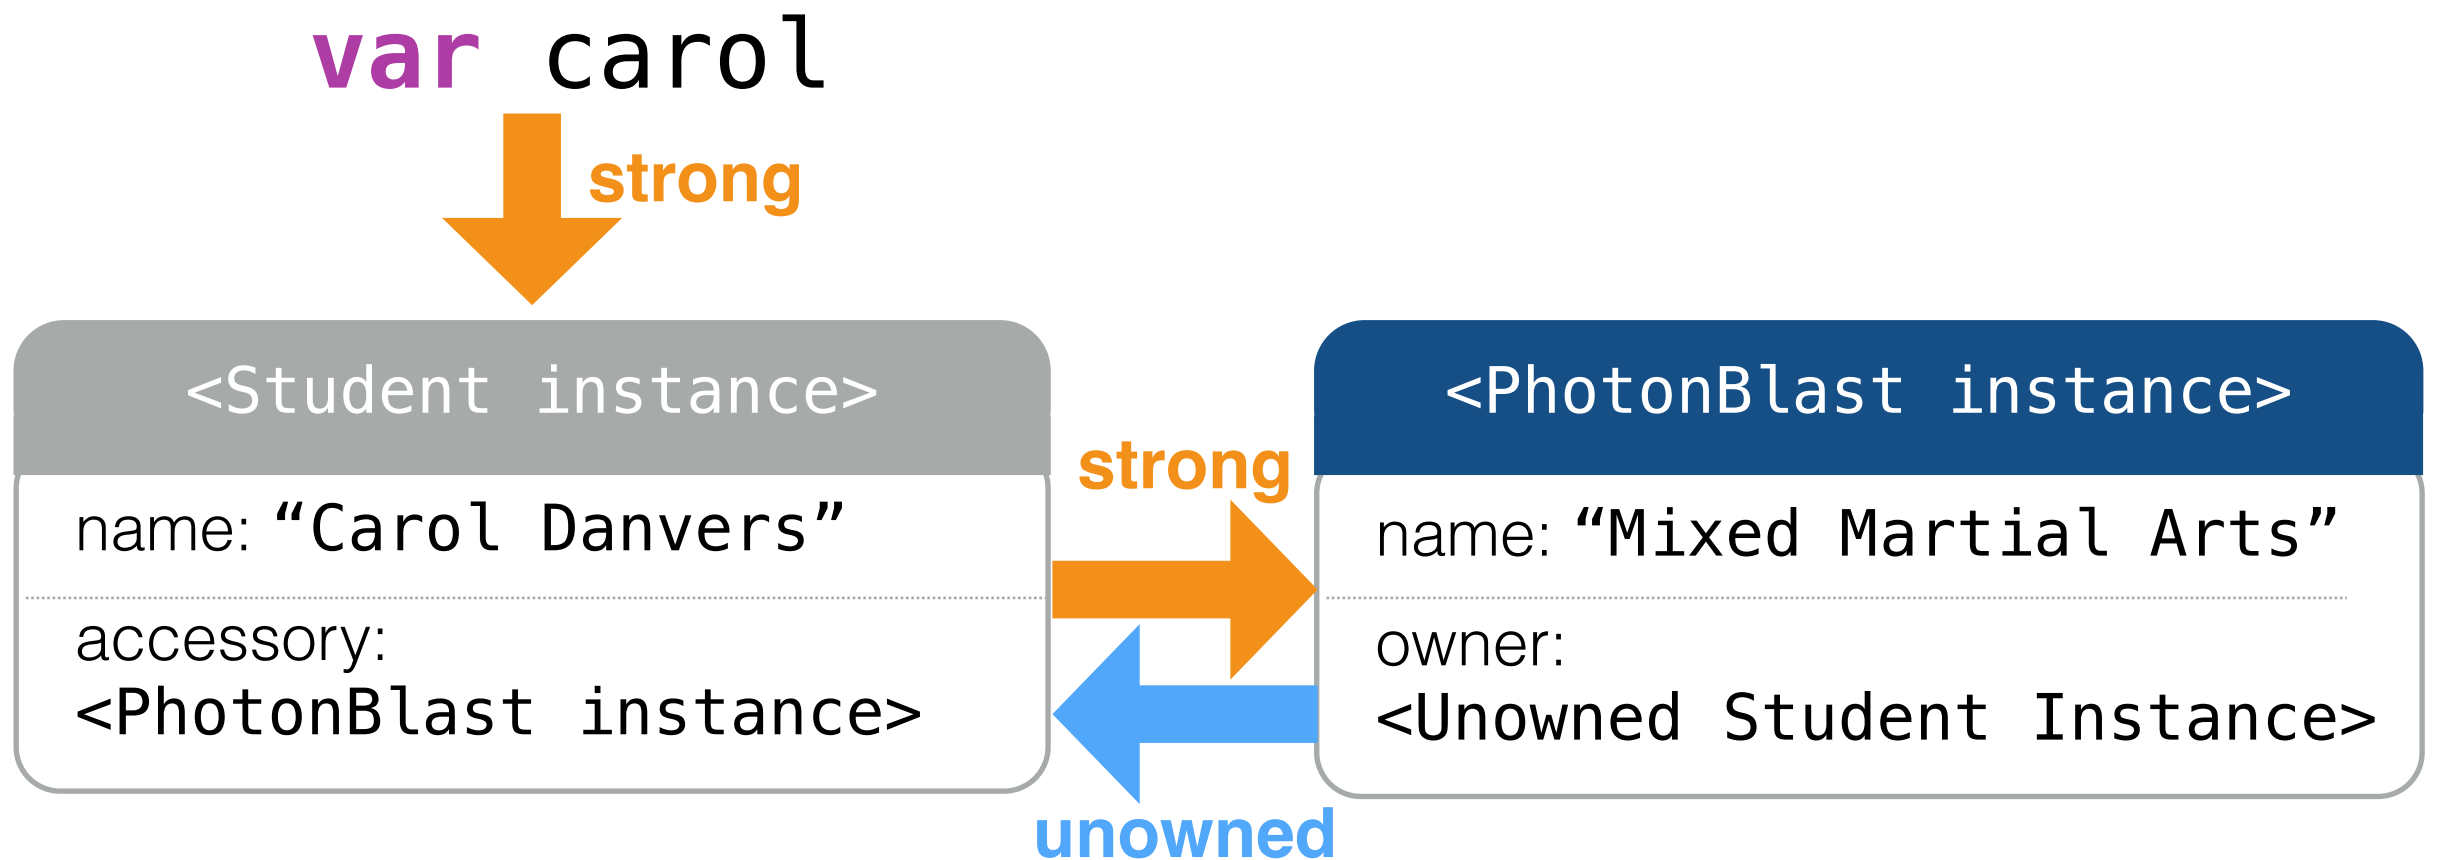 var carol
strong
<Student instance>
<PhotonBlast instance>
strong
name: “Carol Danvers”
name: “Mixed Martial Arts”
accessory:
<PhotonBlast instance>
owner:
<Unowned Student Instance>
unowned